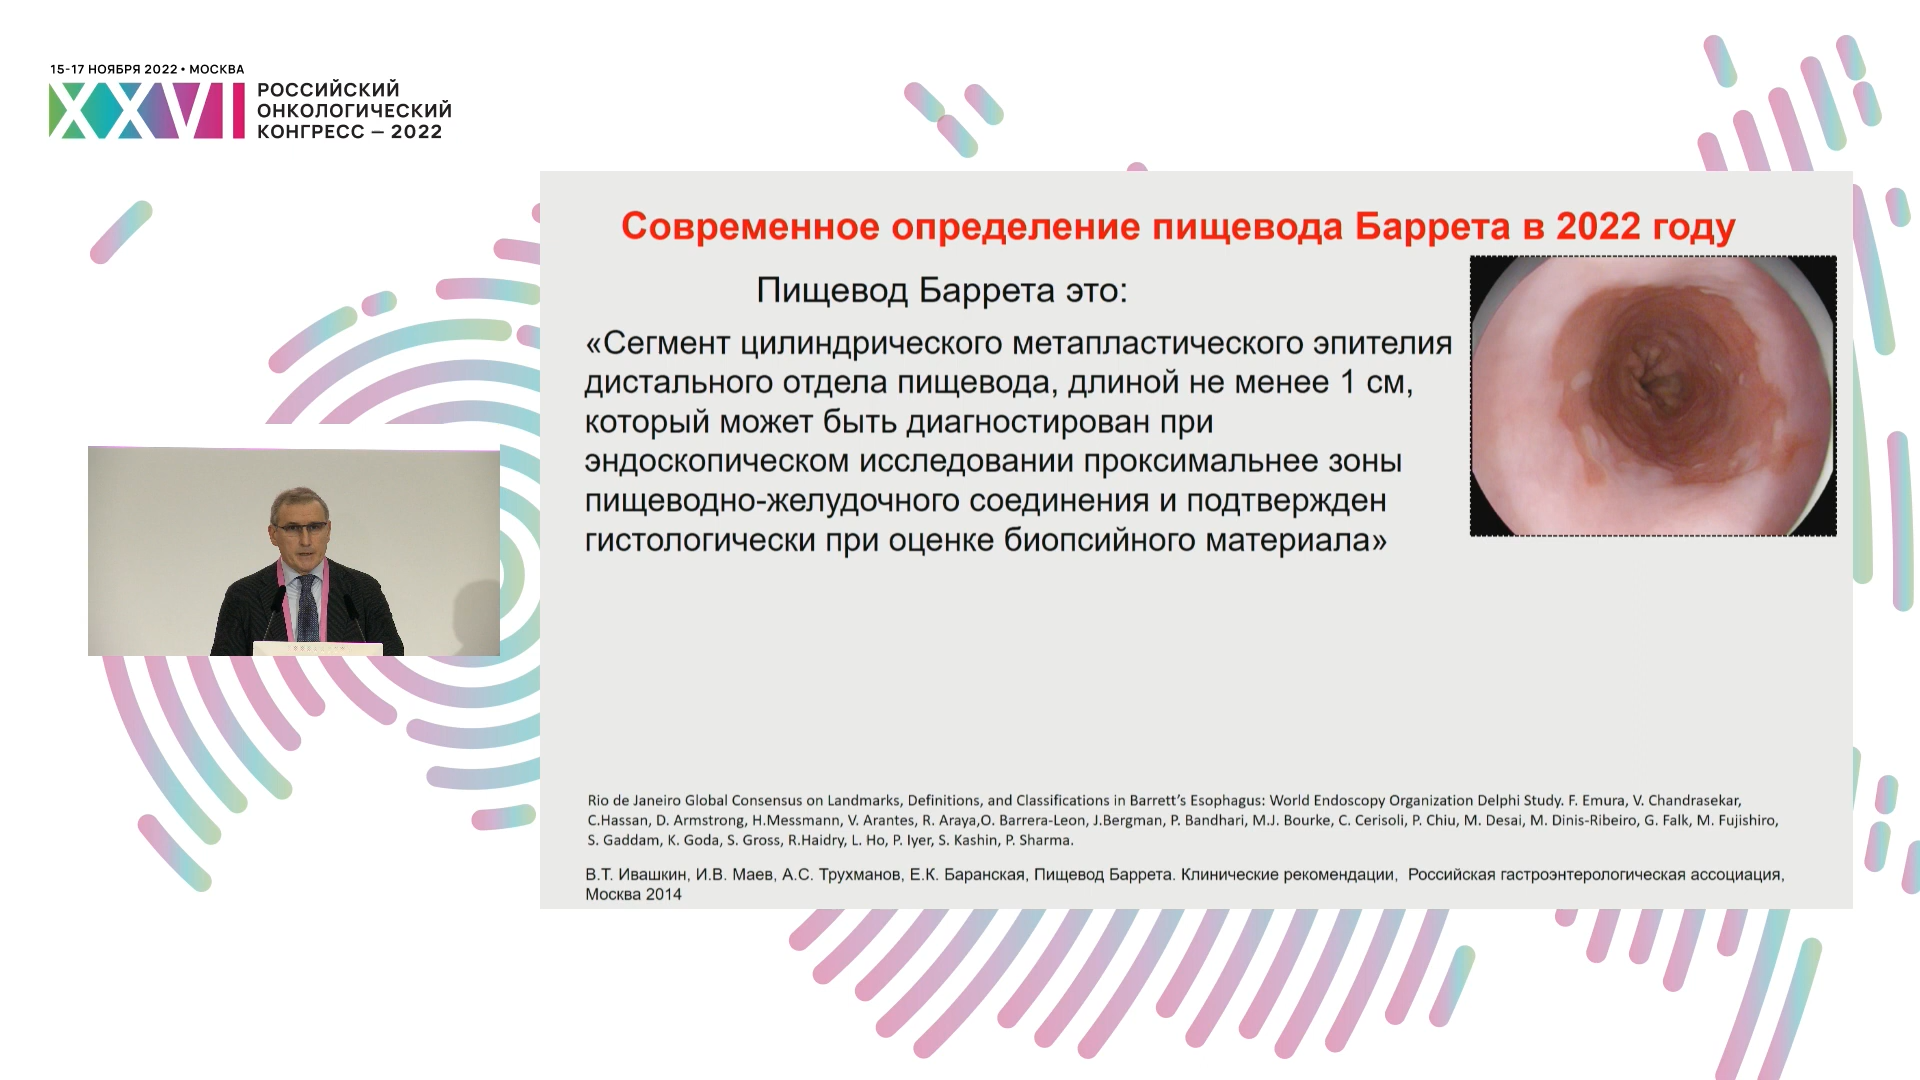 15-17 НОЯБРЯ 2022 • МОСКВА
XXVI
РОССИЙСКИЙ
ОНКОЛОГИЧЕСКИЙ
КОНГРЕСС – 2022
Современное определение пищевода Баррета в 2022 году
Пищевод Баррета это:
«Сегмент цилиндрического метапластического эпителия
дистального отдела пищевода, длиной не менее 1 см,
который может быть диагностирован при
эндоскопическом исследовании проксимальнее зоны
пищеводно-желудочного соединения и подтвержден
гистологически при оценке биопсийного материала»
Rio de Janeiro Global Consensus on Landmarks, Definitions, and Classifications in Barrett’s Esophagus: World Endoscopy Organization Delphi Study. F. Emura, V. Chandrasekar,
C.Hassan, D. Armstrong, H.Messmann, V. Arantes, R. Araya,O. Barrera-Leon, J.Bergman, P. Bandhari, M.J. Bourke, C. Cerisoli, P. Chiu, M. Desai, M. Dinis-Ribeiro, G. Falk, M. Fujishiro,
S. Gaddam, K. Goda, S. Gross, R.Haidry, L. Ho, P. Iyer, S. Kashin, P. Sharma.
В.Т. Ивашкин, И.В. Маев, А.С. Трухманов, Е.К. Баранская, Пищевод Баррета. Клинические рекомендации, Российская гастроэнтерологическая ассоциация,
Москва 2014